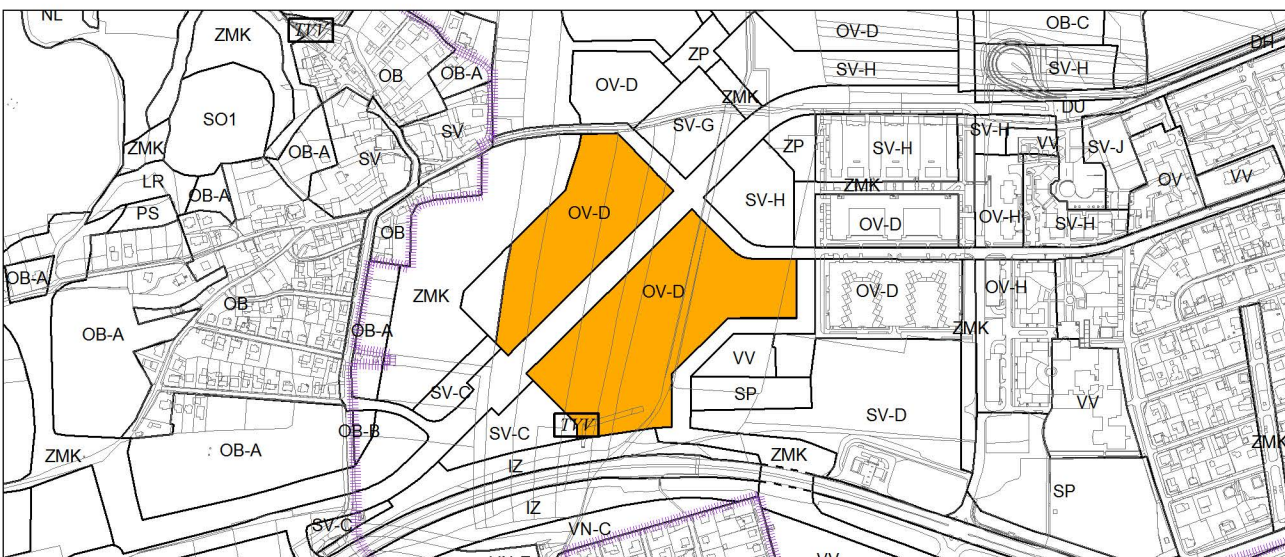 NL
ZMK
TVV
OB
OB-A
OV-D
ZP
OV-D
OB-C
DH
SV-H
SV-H
SO1
SV
ZMK
DU
SV-G
ZMK
OB-A
SV
ZP
SV-H
SV-H
VV
SV-J
LR
OB-A
ZMK
OV
VV
PS
OV-D
SV-H
OV-D
OV-H
SV-H
OB
OB-A
OB
ZMK
OV-D
OV-D
OV-H
OB-A
OB-A
ZMK
VV
SV-C
SP
SV-D
VV
TVV
OB-B
SV-C
ZMK
OB-A
ZMK
ZMK
IZ
SP
IZ
SV-C
VN-C
VV